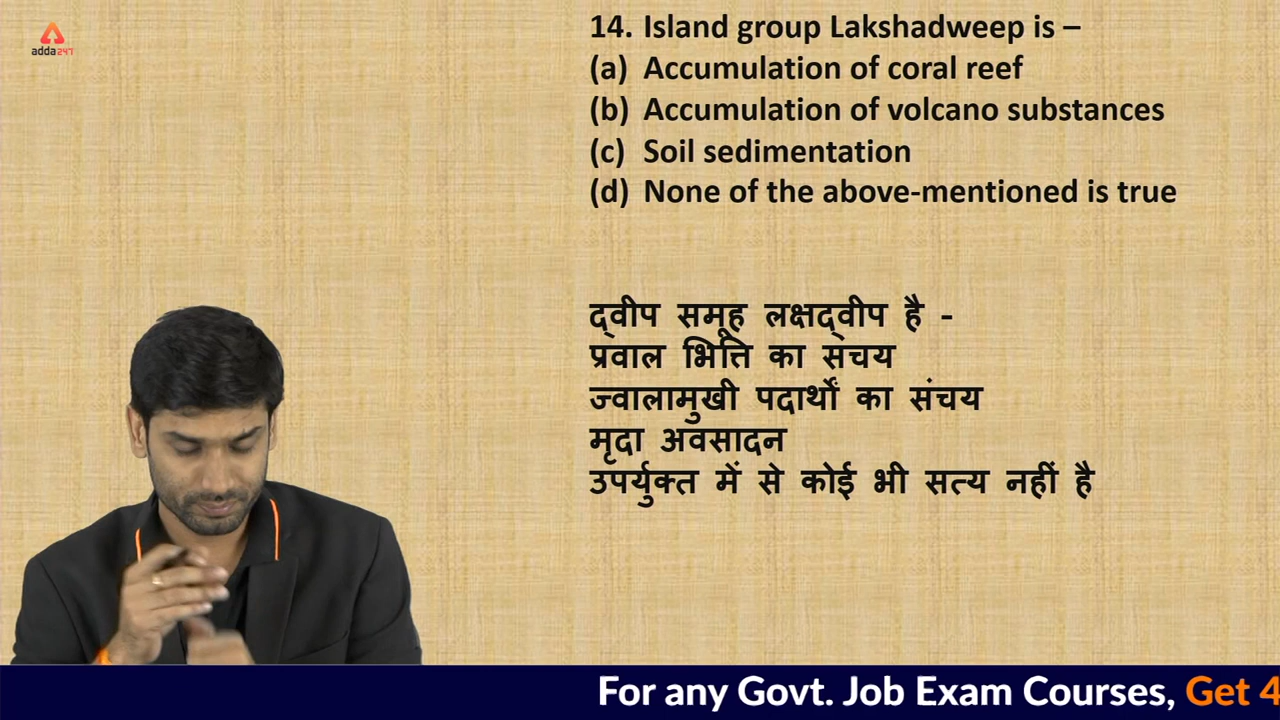 adda247
14. Island group Lakshadweep is –
(a) Accumulation of coral reef
(b) Accumulation of volcano substances
(c) Soil sedimentation
(d) None of the above-mentioned is true
द्वीप समूह लक्षद्वीप है -
प्रवाल भित्ति का संचय
ज्वालामुखी पदार्थों का संचय
मृदा अवसादन
उपर्युक्त में से कोई भी सत्य नहीं है
For any Govt. Job Exam Courses, Get 4